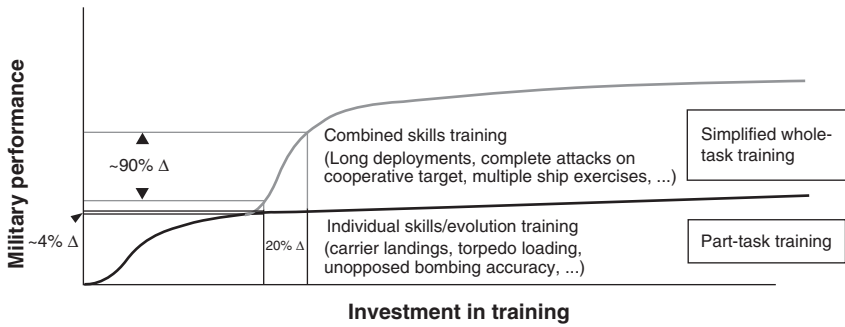 Military performance
~90% Δ
~4% Δ
20% Δ
Combined skills training
(Long deployments, complete attacks on
cooperative target, multiple ship exercises, ...)
Simplified whole-
task training
Individual skills/evolution training
(carrier landings, torpedo loading,
unopposed bombing accuracy, ...)
Part-task training
Investment in training